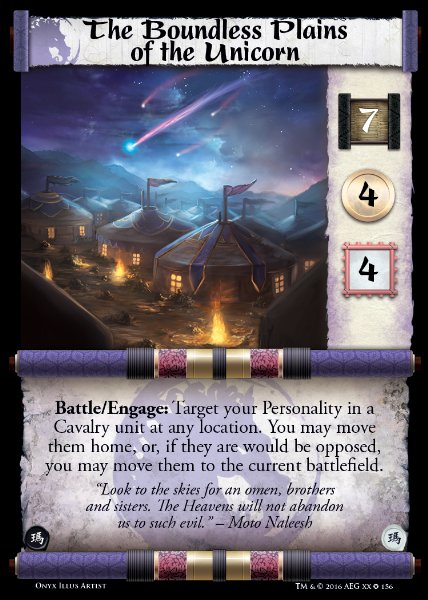 The Boundless Plains
of the Unicorn
7
4
4
Battle/Engage: Target your Personality in a
Cavalry unit at any location. You may move
them home, or, if they are would be opposed,
you may move them to the current battlefield.
“Look to the skies for an omen, brothers
and sisters. The Heavens will not abandon
us to such evil.” – Moto Naleesh
瑪
瑪
Onyx Illus Artist
TM & © 2016 AEG XX ✪ 156